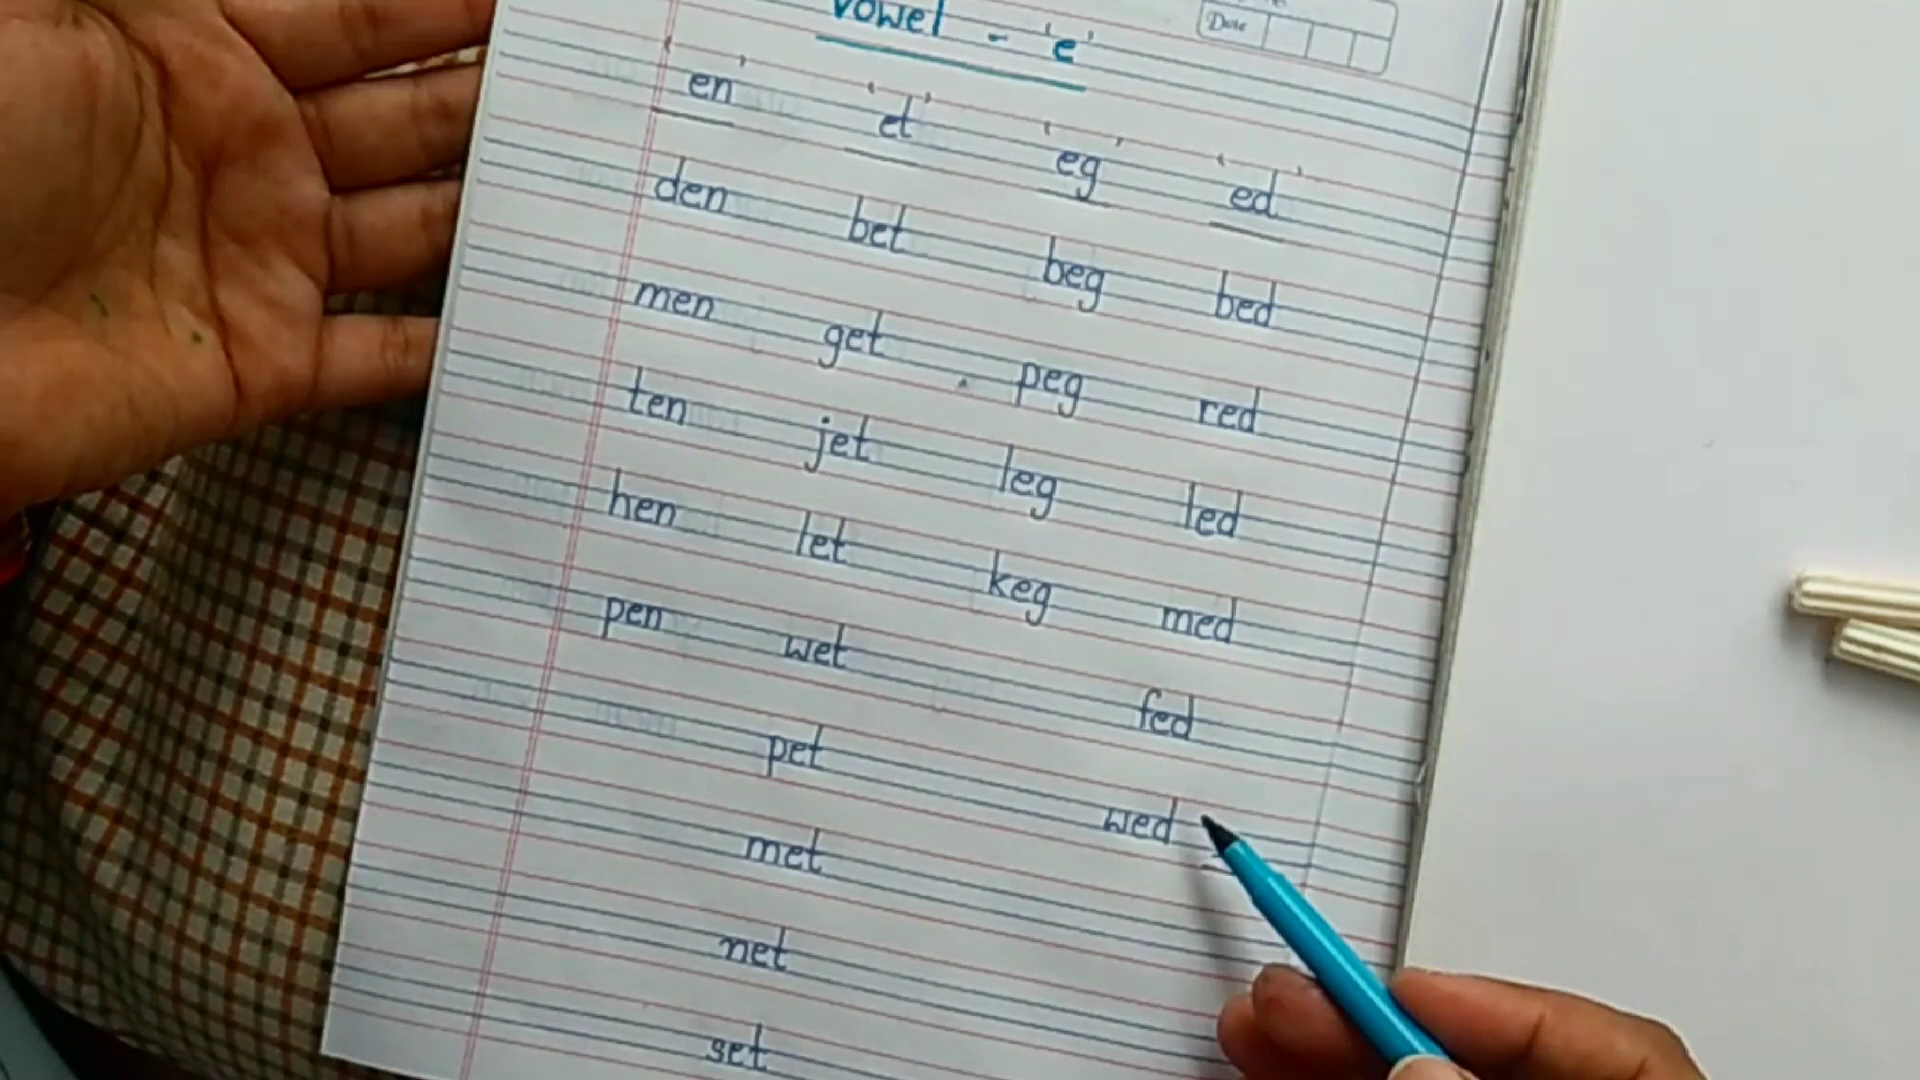 Vowel - 'e'
Date
'en' 'et' 'eg' 'ed'
den bet beg bed
men get peg red
ten jet leg led
hen let keg med
pen wet fed
pet wed
met
net
set